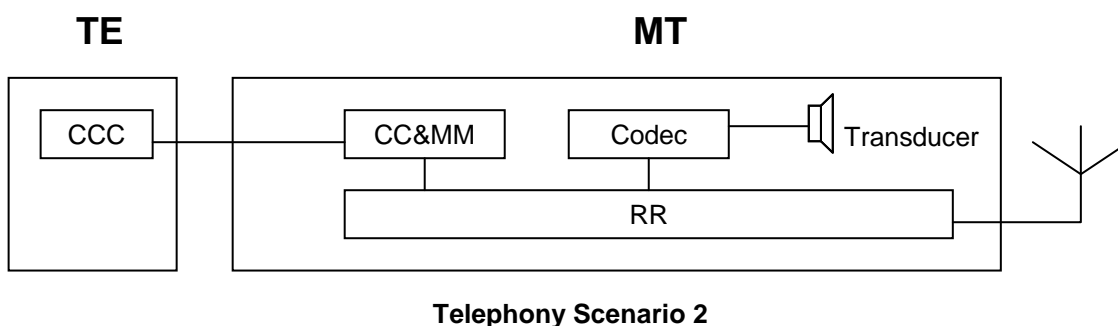 TE MT
CCC CC&MM Codec Transducer
RR
Telephony Scenario 2